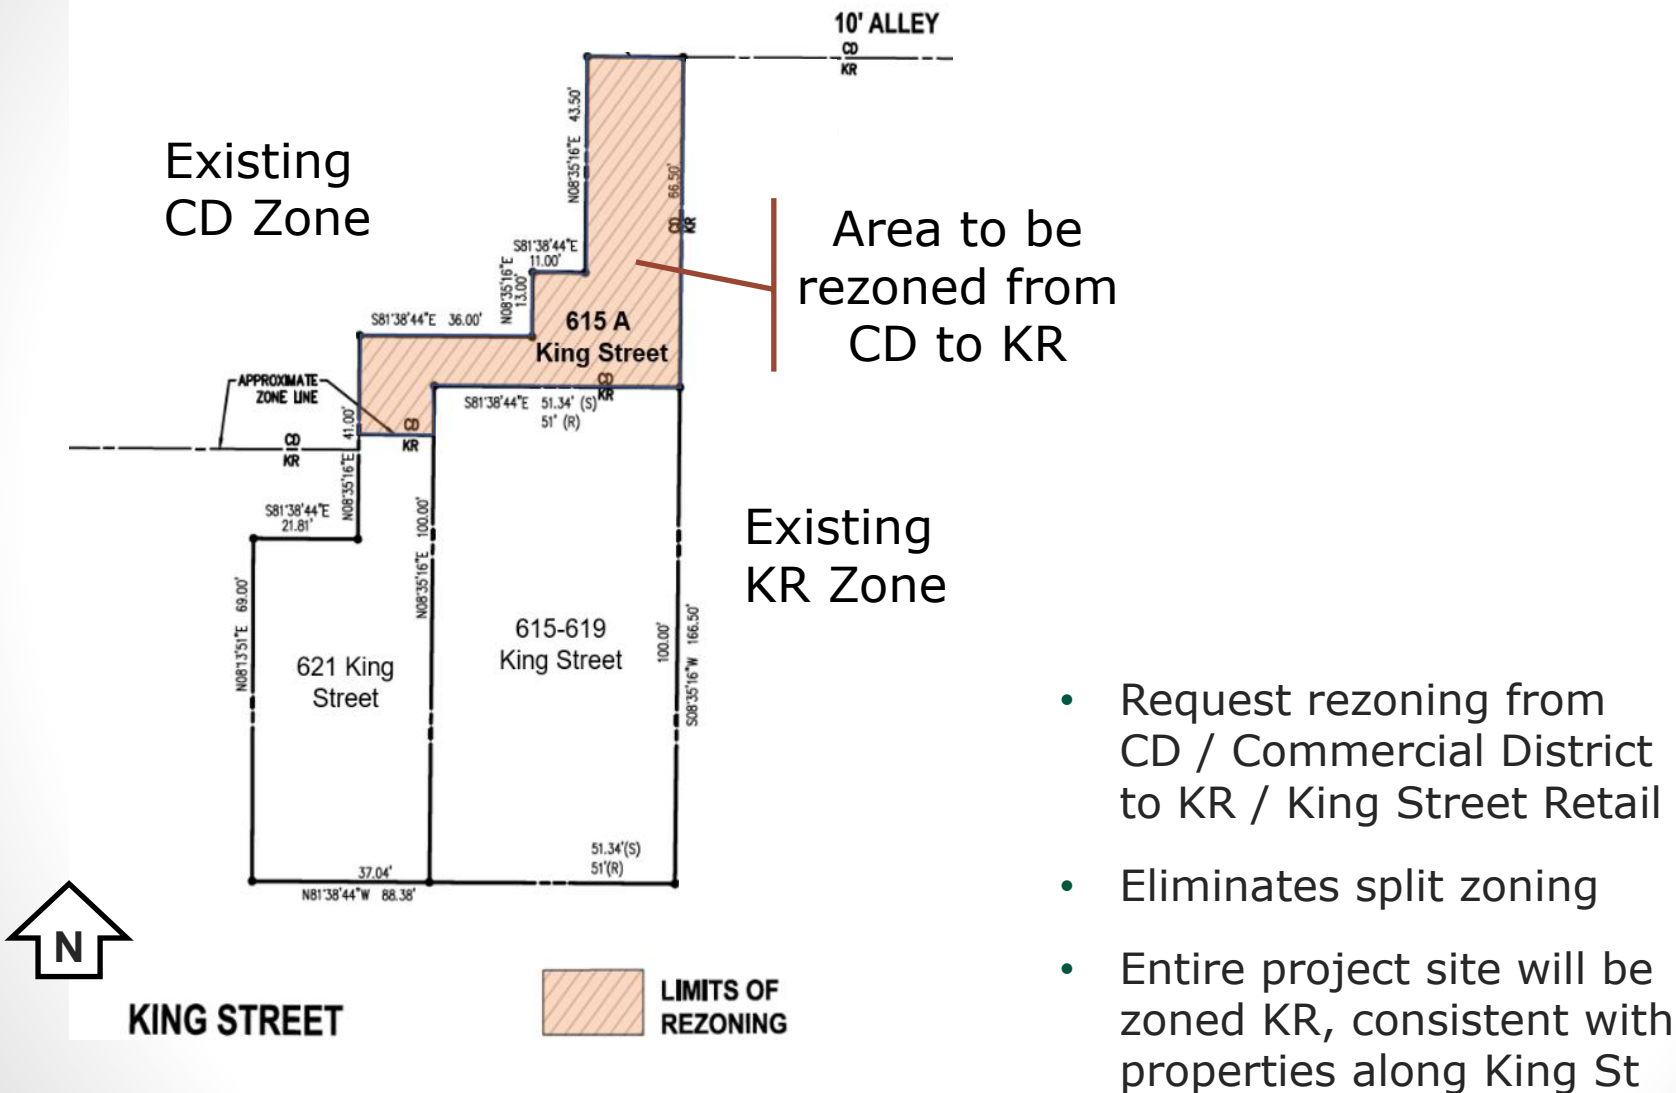 10' ALLEY
CD
KR
Existing
CD Zone
N08°35'16"E 43.50'
66.50'
CD
KR
S81°38'44"E
11.00'
N08°35'16"E
13.00'
Area to be
rezoned from
CD to KR
S81°38'44"E 36.00'
615 A
King Street
APPROXIMATE
ZONE LINE
CD
KR
S81°38'44"E 51.34' (S)
51' (R)
CD
KR
CD
KR
N08°35'16"E 41.00'
S81°38'44"E
21.81'
N08°35'16"E 100.00'
Existing
KR Zone
N08°13'51"E 69.00'
621 King
Street
615-619
King Street
100.00'
S08°35'16"W 166.50'
51.34'(S)
51'(R)
37.04'
N81°38'44"W 88.38'
N
KING STREET
LIMITS OF
REZONING
• Request rezoning from
CD / Commercial District
to KR / King Street Retail
• Eliminates split zoning
• Entire project site will be
zoned KR, consistent with
properties along King St